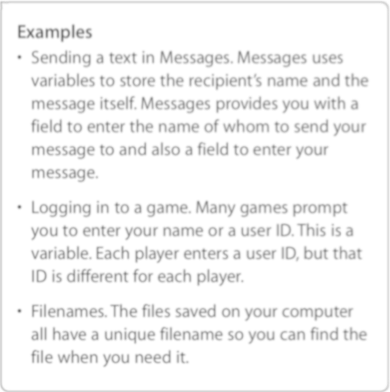 Examples
• Sending a text in Messages. Messages uses
variables to store the recipient's name and the
message itself. Messages provides you with a
field to enter the name of whom to send your
message to and also a field to enter your
message.
• Logging in to a game. Many games prompt
you to enter your name or a user ID. This is a
variable. Each player enters a user ID, but that
ID is different for each player.
• Filenames. The files saved on your computer
all have a unique filename so you can find the
file when you need it.